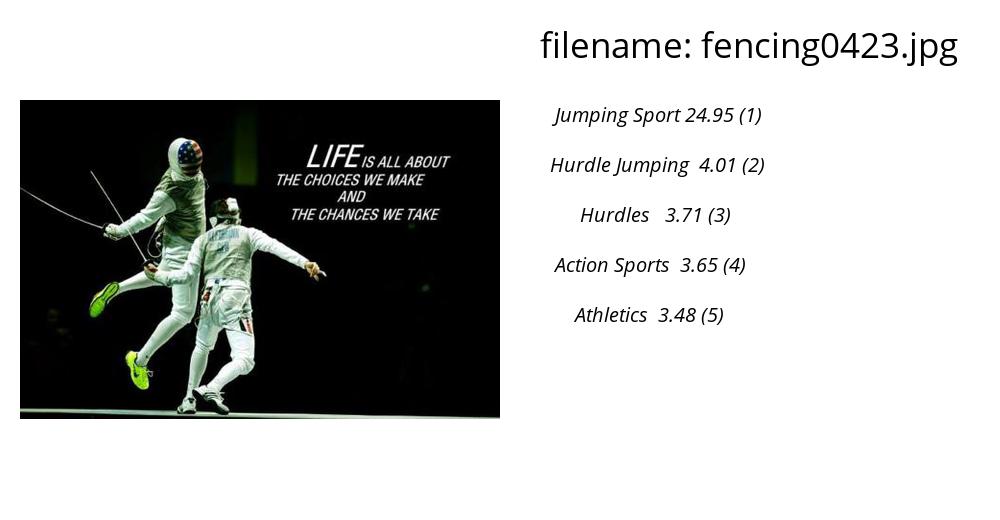 filename: fencing0423.jpg
LIFE IS ALL ABOUT
THE CHOICES WE MAKE
AND
THE CHANCES WE TAKE
Jumping Sport 24.95 (1)
Hurdle Jumping 4.01 (2)
Hurdles 3.71 (3)
Action Sports 3.65 (4)
Athletics 3.48 (5)